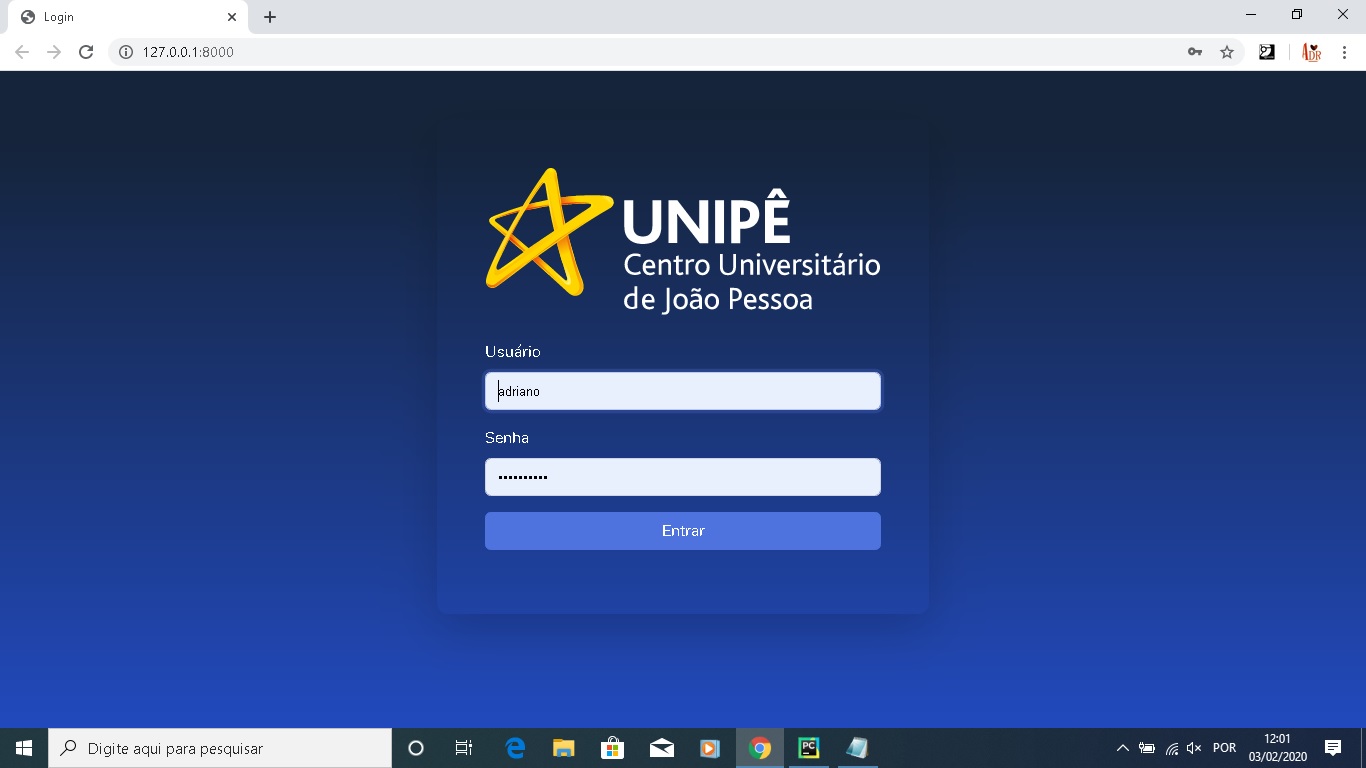 Login
127.0.0.1:8000
UNIPÊ
Centro Universitário
de João Pessoa
Usuário
adriano
Senha
••••••••••
Entrar
Digite aqui para pesquisar
POR
12:01
03/02/2020